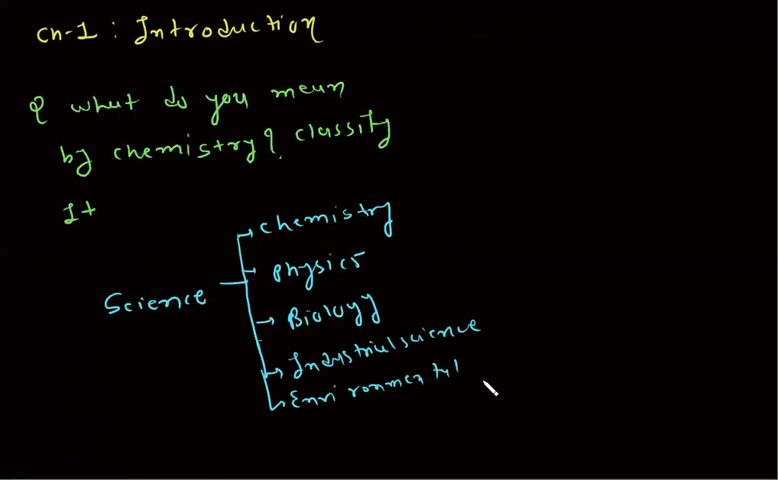 Ch-1 : Introduction
Q what do you mean
by chemistry? classify
It
Chemistry
Physics
Science
Biology
Industrial science
Environmental